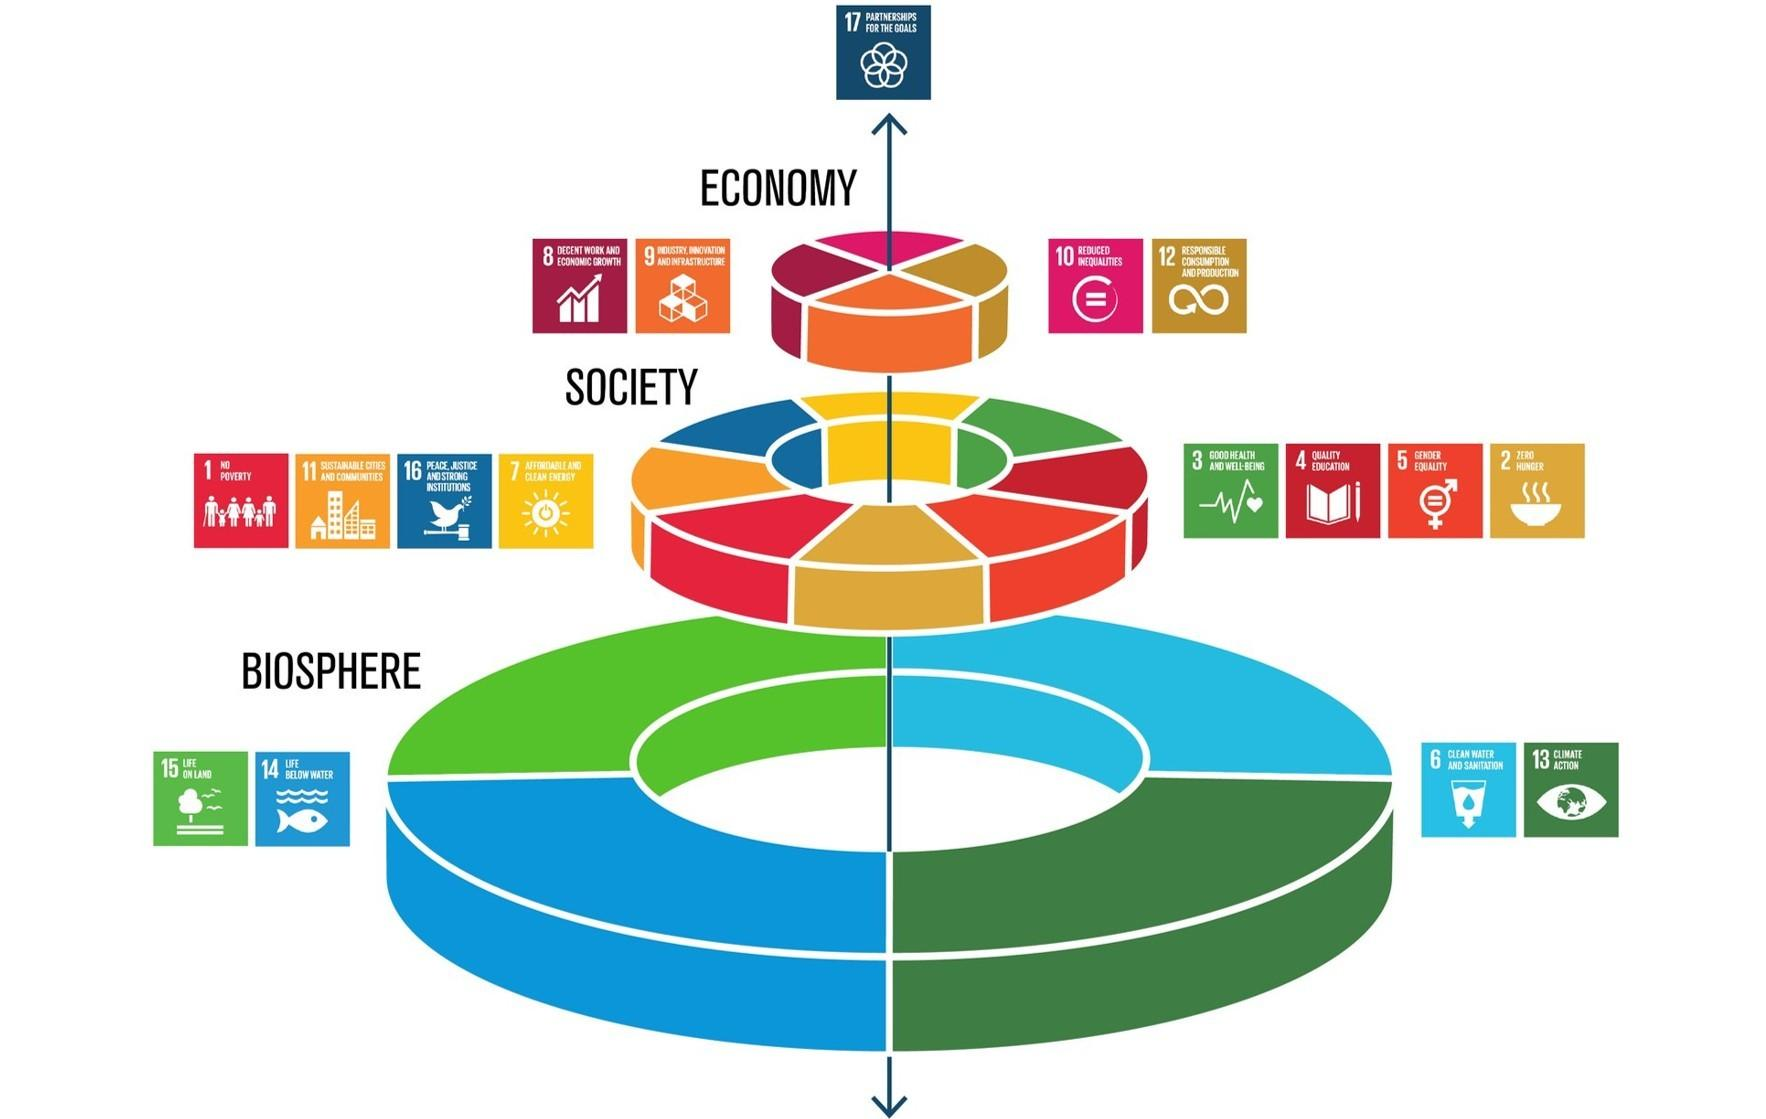 17 PARTNERSHIPS
FOR THE GOALS
ECONOMY
8 DECENT WORK AND
ECONOMIC GROWTH
9 INDUSTRY, INNOVATION
AND INFRASTRUCTURE
10 REDUCED
INEQUALITIES
12 RESPONSIBLE
CONSUMPTION
AND PRODUCTION
SOCIETY
1 NO
POVERTY
11 SUSTAINABLE CITIES
AND COMMUNITIES
16 PEACE, JUSTICE
AND STRONG
INSTITUTIONS
7 AFFORDABLE AND
CLEAN ENERGY
3 GOOD HEALTH
AND WELL-BEING
4 QUALITY
EDUCATION
5 GENDER
EQUALITY
2 ZERO
HUNGER
BIOSPHERE
15 LIFE
ON LAND
14 LIFE
BELOW WATER
6 CLEAN WATER
AND SANITATION
13 CLIMATE
ACTION